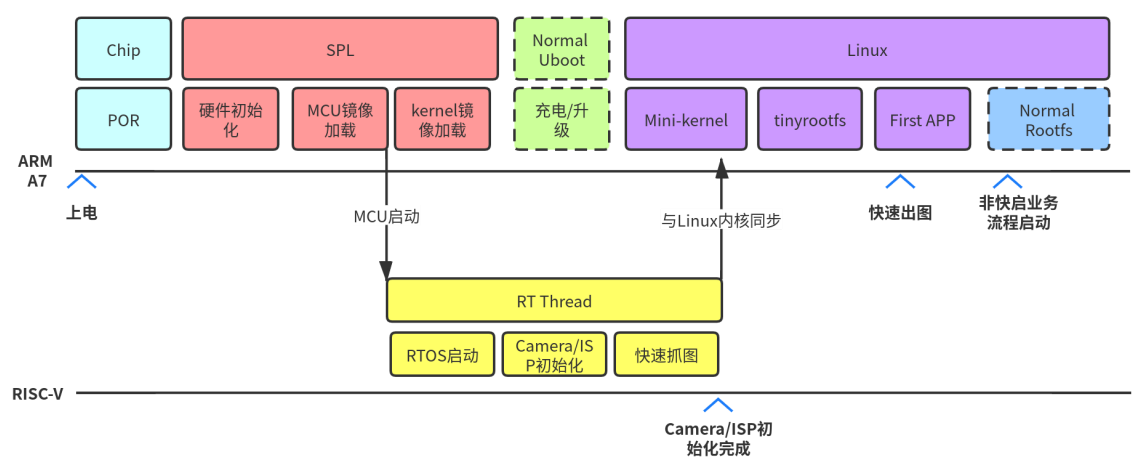 Chip
SPL
Normal
Uboot
Linux
POR
硬件初始
化
MCU镜像
加载
kernel镜
像加载
充电/升
级
Mini-kernel
tinyrootfs
First APP
Normal
Rootfs
ARM
A7
上电
MCU启动
与Linux内核同步
快速出图
非快启业务
流程启动
RT Thread
RTOS启动
Camera/IS
P初始化
快速抓图
RISC-V
Camera/ISP初
始化完成